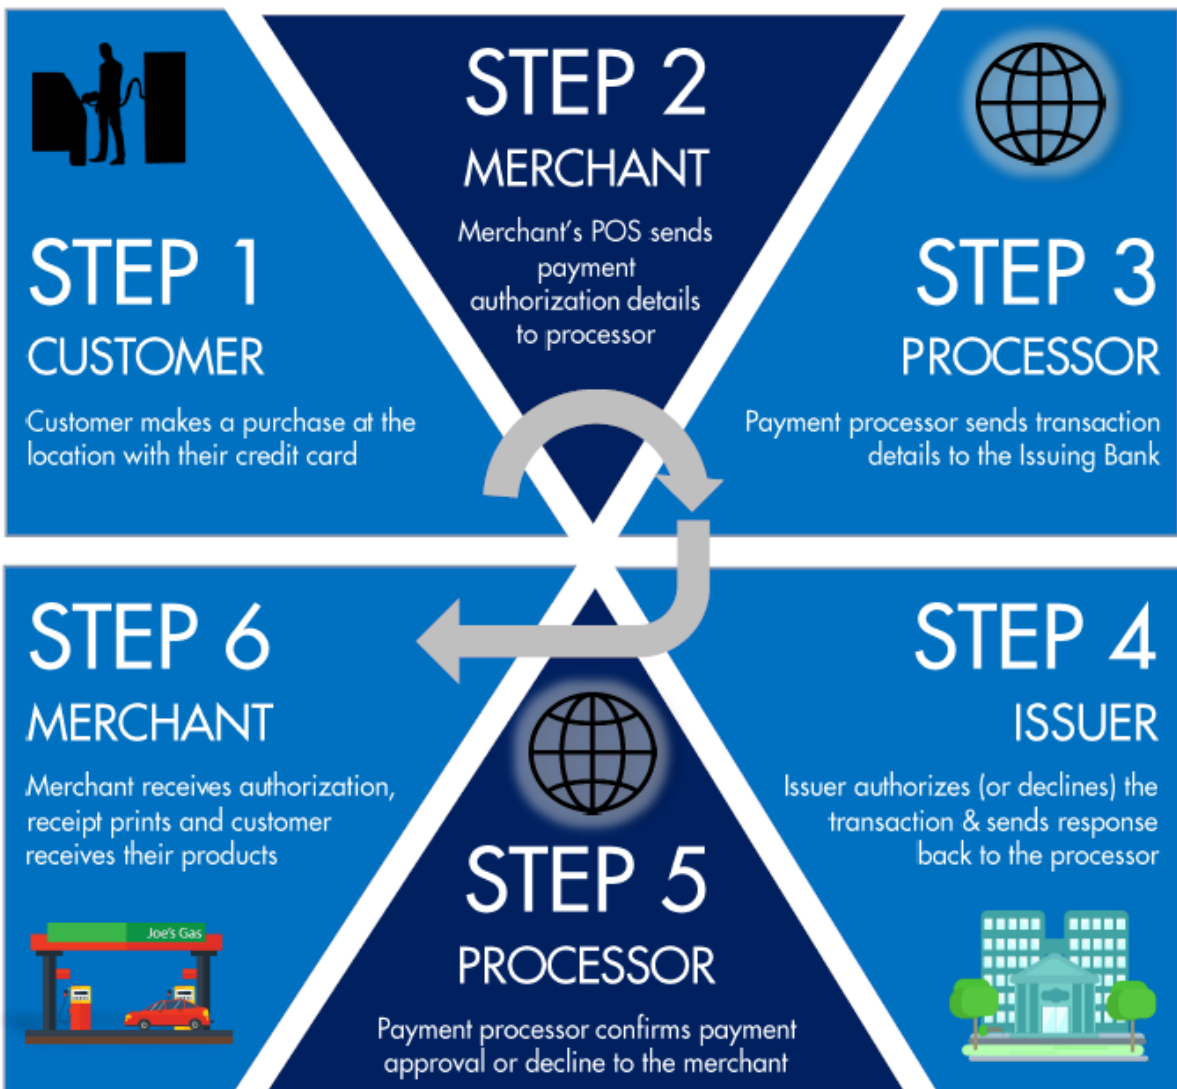 STEP 1
CUSTOMER
Customer makes a purchase at the
location with their credit card
STEP 2
MERCHANT
Merchant's POS sends
payment
authorization details
to processor
STEP 3
PROCESSOR
Payment processor sends transaction
details to the Issuing Bank
STEP 4
ISSUER
Issuer authorizes (or declines) the
transaction & sends response
back to the processor
STEP 5
PROCESSOR
Payment processor confirms payment
approval or decline to the merchant
STEP 6
MERCHANT
Merchant receives authorization,
receipt prints and customer
receives their products
Joe's Gas